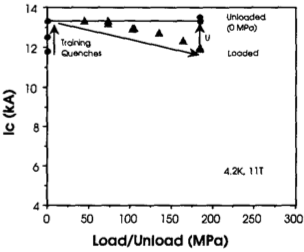 14
12
10
8
6
4
Ic (kA)
Training
Quenches
Unloaded
(0 MPa)
U
Loaded
4.2K, 11T
0 50 100 150 200 250 300
Load/Unload (MPa)